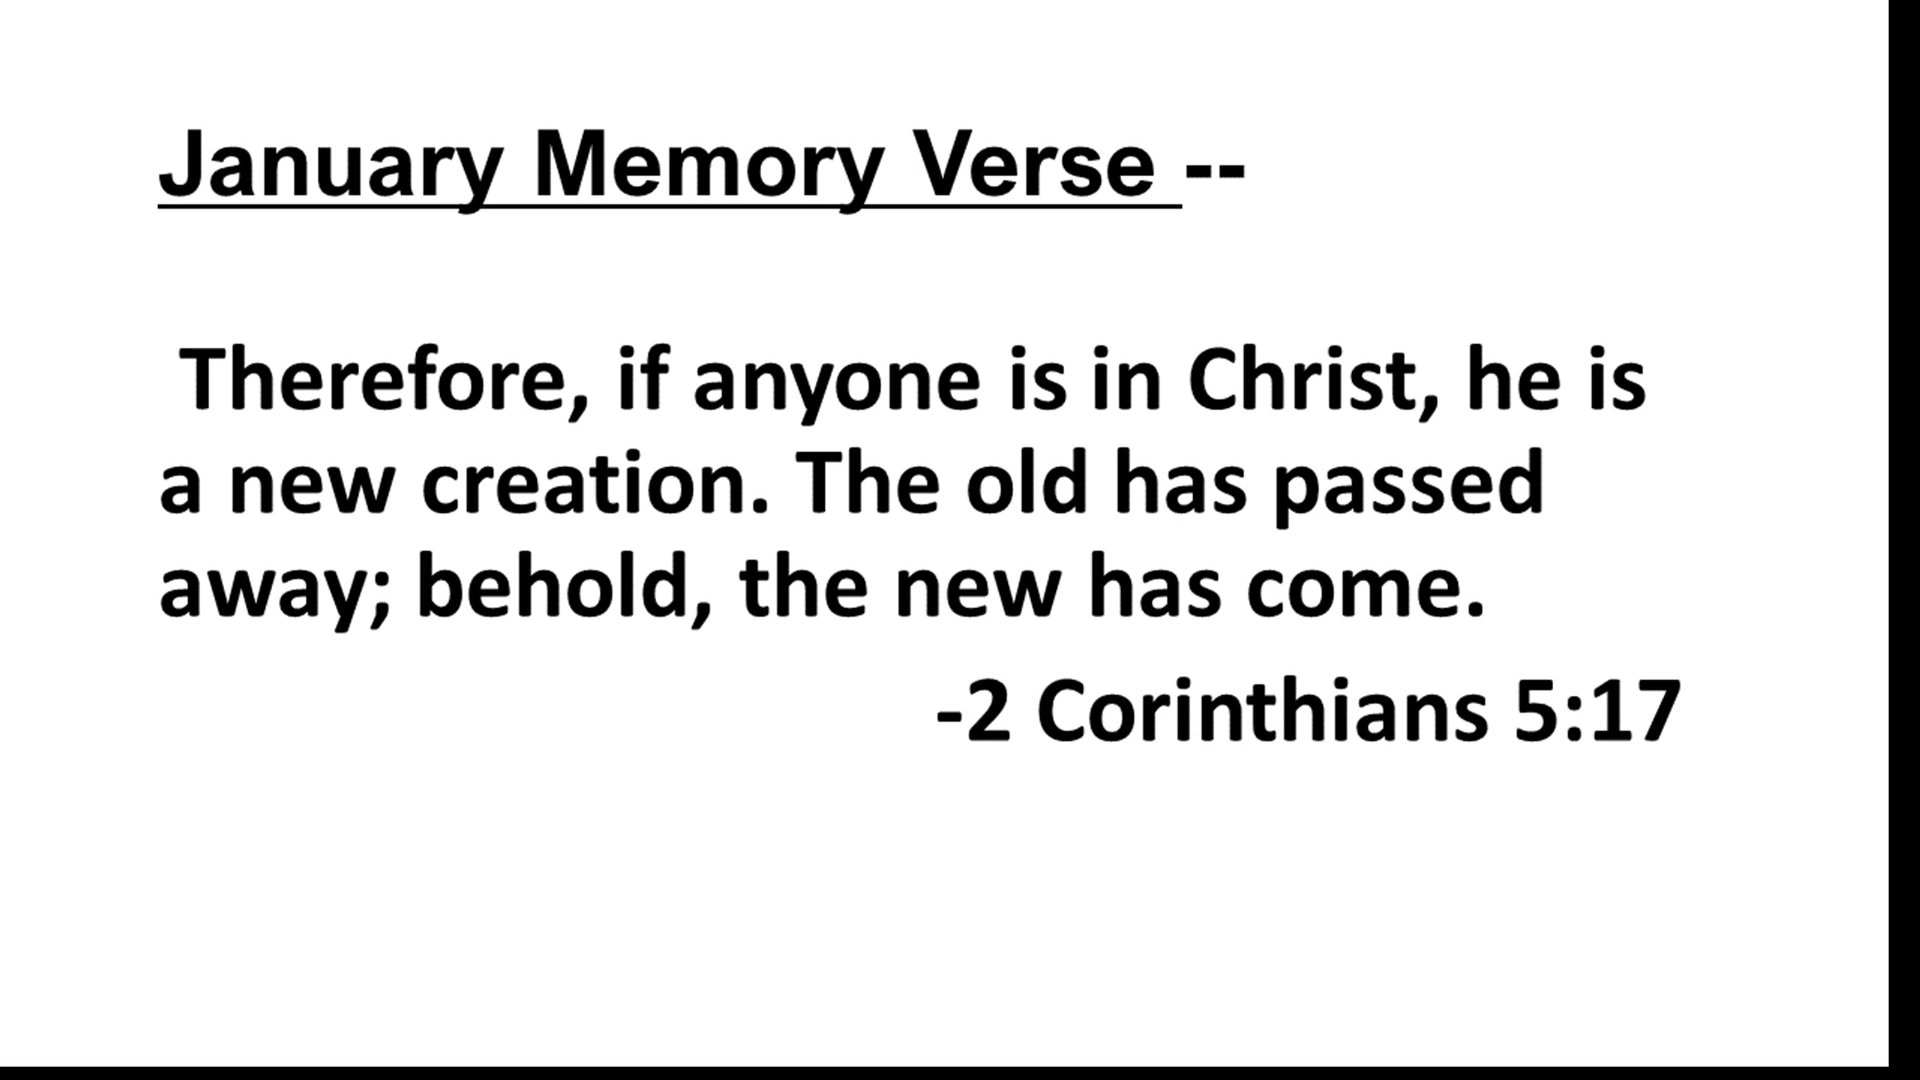 January Memory Verse --
Therefore, if anyone is in Christ, he is
a new creation. The old has passed
away; behold, the new has come.
-2 Corinthians 5:17